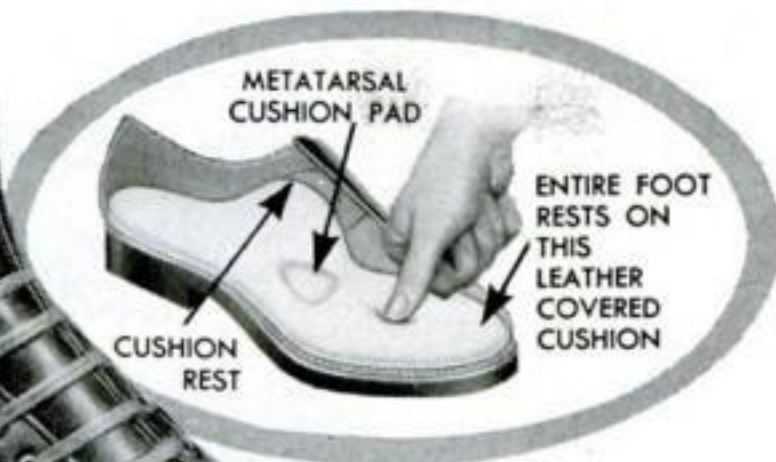 METATARSAL
CUSHION PAD
ENTIRE FOOT
RESTS ON
THIS
LEATHER
COVERED
CUSHION
CUSHION
REST